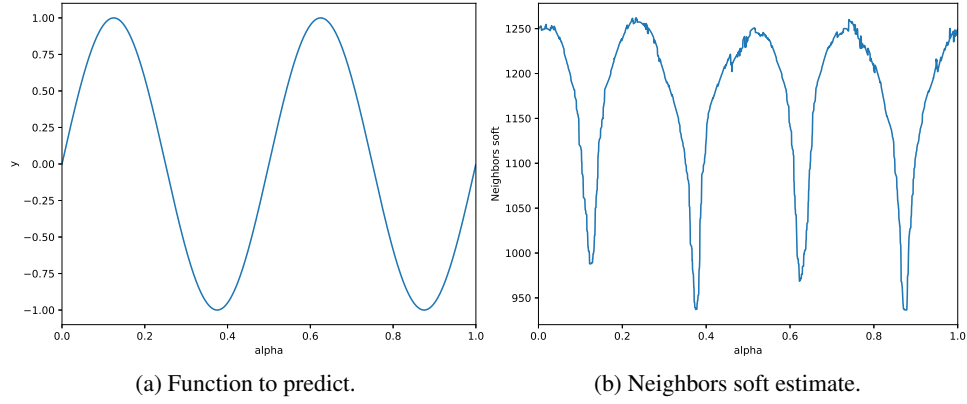 1.00
0.75
0.50
0.25
0.00
−0.25
−0.50
−0.75
−1.00
y
0.0 0.2 0.4 0.6 0.8 1.0
alpha
(a) Function to predict.
1250
1200
1150
1100
1050
1000
950
Neighbors soft
0.0 0.2 0.4 0.6 0.8 1.0
alpha
(b) Neighbors soft estimate.